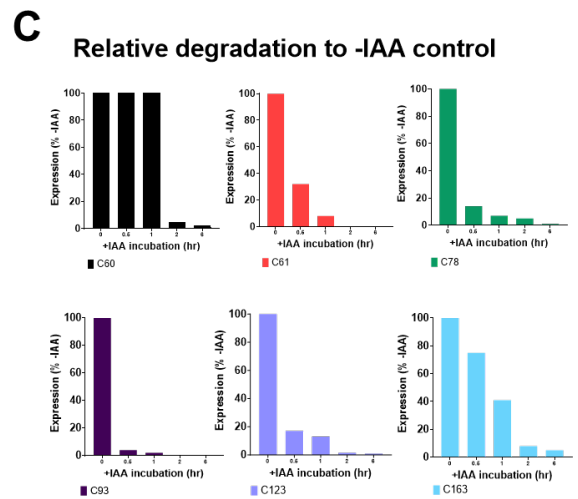 C
Relative degradation to -IAA control
Expression (% -IAA)
100
80
60
40
20
0
0 0.5 1 2 6
+IAA incubation (hr)
C60
Expression (% -IAA)
100
80
60
40
20
0
0 0.5 1 2 6
+IAA incubation (hr)
C61
Expression (% -IAA)
100
80
60
40
20
0
0 0.5 1 2 6
+IAA incubation (hr)
C78
Expression (% -IAA)
100
80
60
40
20
0
0 0.5 1 2 6
+IAA incubation (hr)
C93
Expression (% -IAA)
100
80
60
40
20
0
0 0.5 1 2 6
+IAA incubation (hr)
C123
Expression (% -IAA)
100
80
60
40
20
0
0 0.5 1 2 6
+IAA incubation (hr)
C163